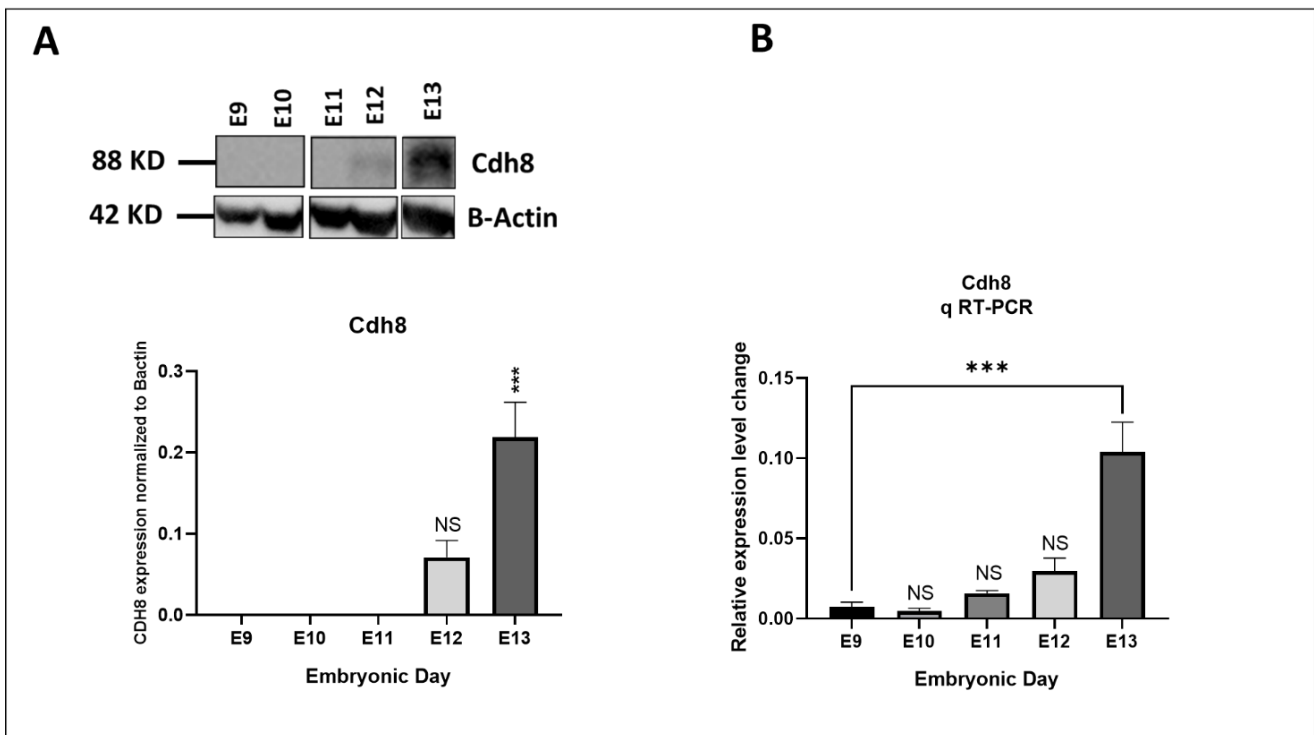 A
B
E9
E10
E11
E12
E13
88 KD
Cdh8
42 KD
B-Actin
Cdh8
CDH8 expression normalized to Bactin
0.3
0.2
0.1
0.0
NS
***
E9
E10
E11
E12
E13
Embryonic Day
Cdh8
q RT-PCR
Relative expression level change
0.15
0.10
0.05
0.00
***
NS
NS
NS
E9
E10
E11
E12
E13
Embryonic Day